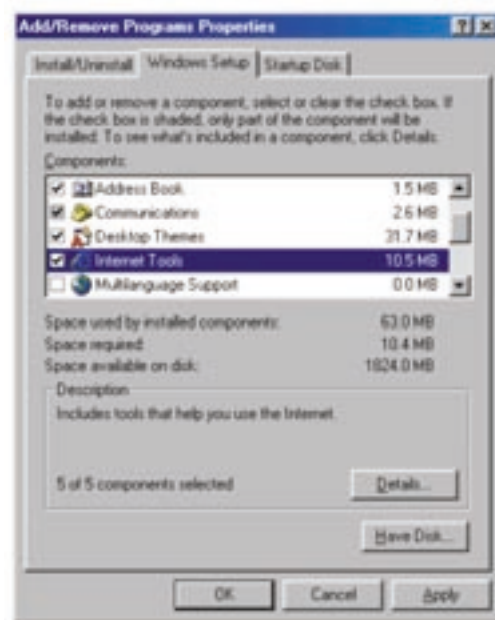 Add/Remove Programs Properties
Install/Uninstall Windows Setup Startup Disk
To add or remove a component, select or clear the check box. If
the check box is shaded, only part of the component will be
installed. To see what's included in a component, click Details.
Components:
Address Book 1.5 MB
Communications 2.6 MB
Desktop Themes 31.7 MB
Internet Tools 10.5 MB
Multilanguage Support 0.0 MB
Space used by installed components: 63.0 MB
Space required: 10.4 MB
Space available on disk: 1824.0 MB
Description
Includes tools that help you use the Internet.
5 of 5 components selected
Details...
Have Disk...
OK Cancel Apply